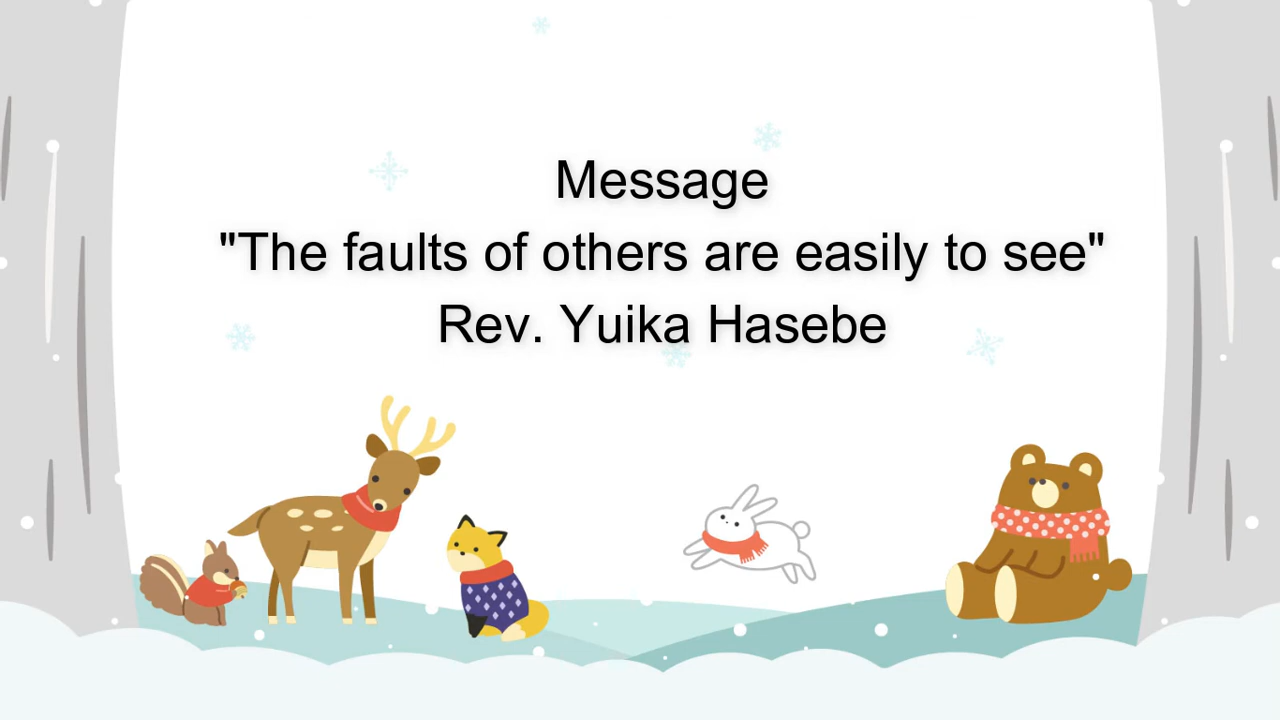 Message
"The faults of others are easily to see"
Rev. Yuika Hasebe